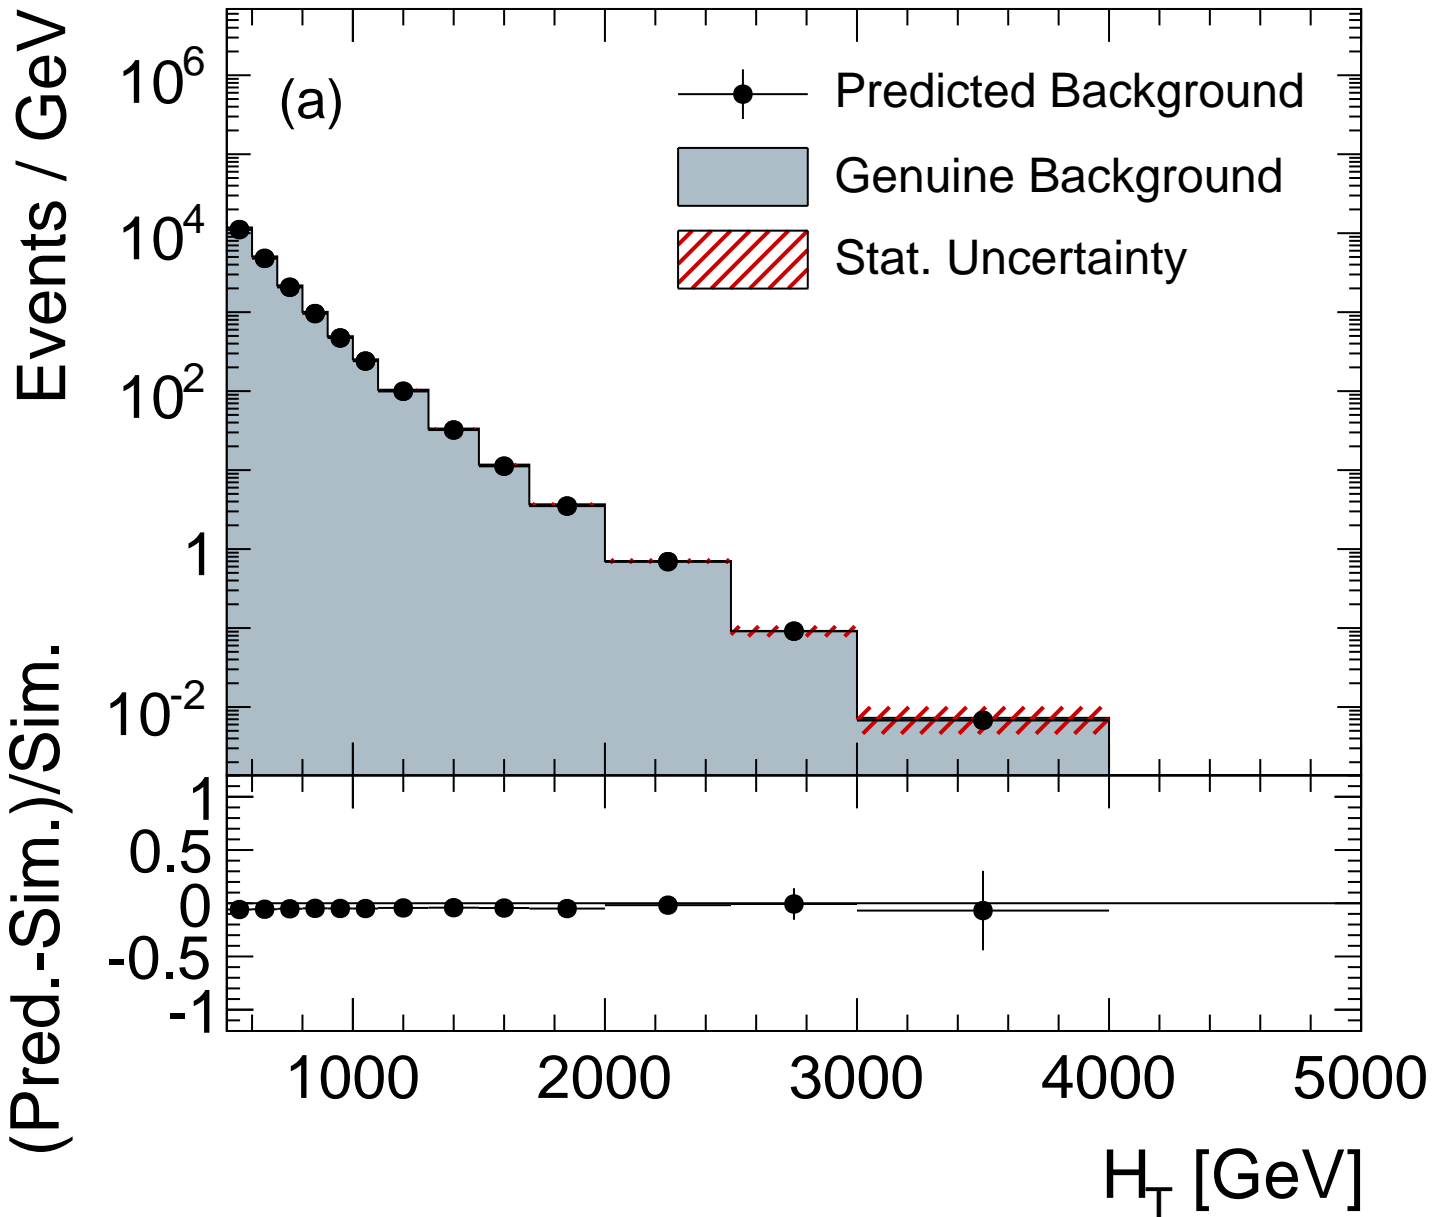 Events / GeV
10^6
10^4
10^2
1
10^-2
(a)
Predicted Background
Genuine Background
Stat. Uncertainty
(Pred.-Sim.)/Sim.
1
0.5
0
-0.5
-1
1000 2000 3000 4000 5000
H_T [GeV]